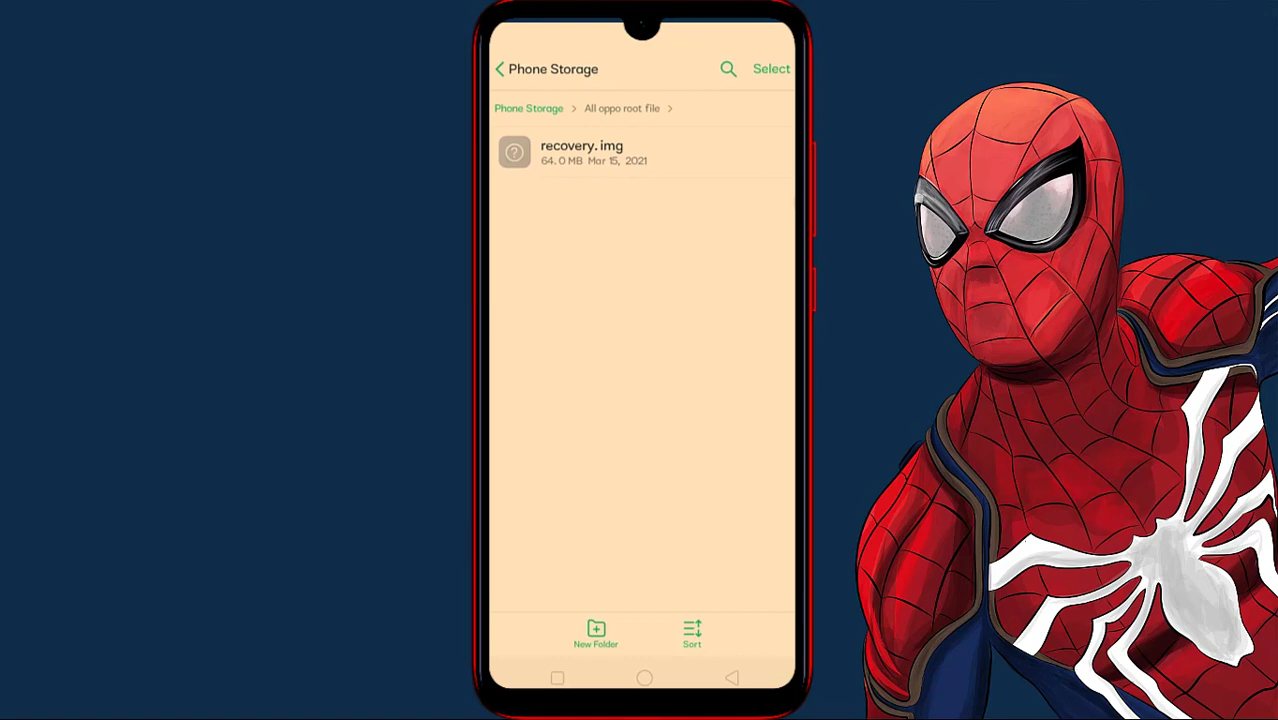 Phone Storage
Select
Phone Storage > All oppo root file >
recovery.img
64.0 MB Mar 15, 2021
New Folder
Sort